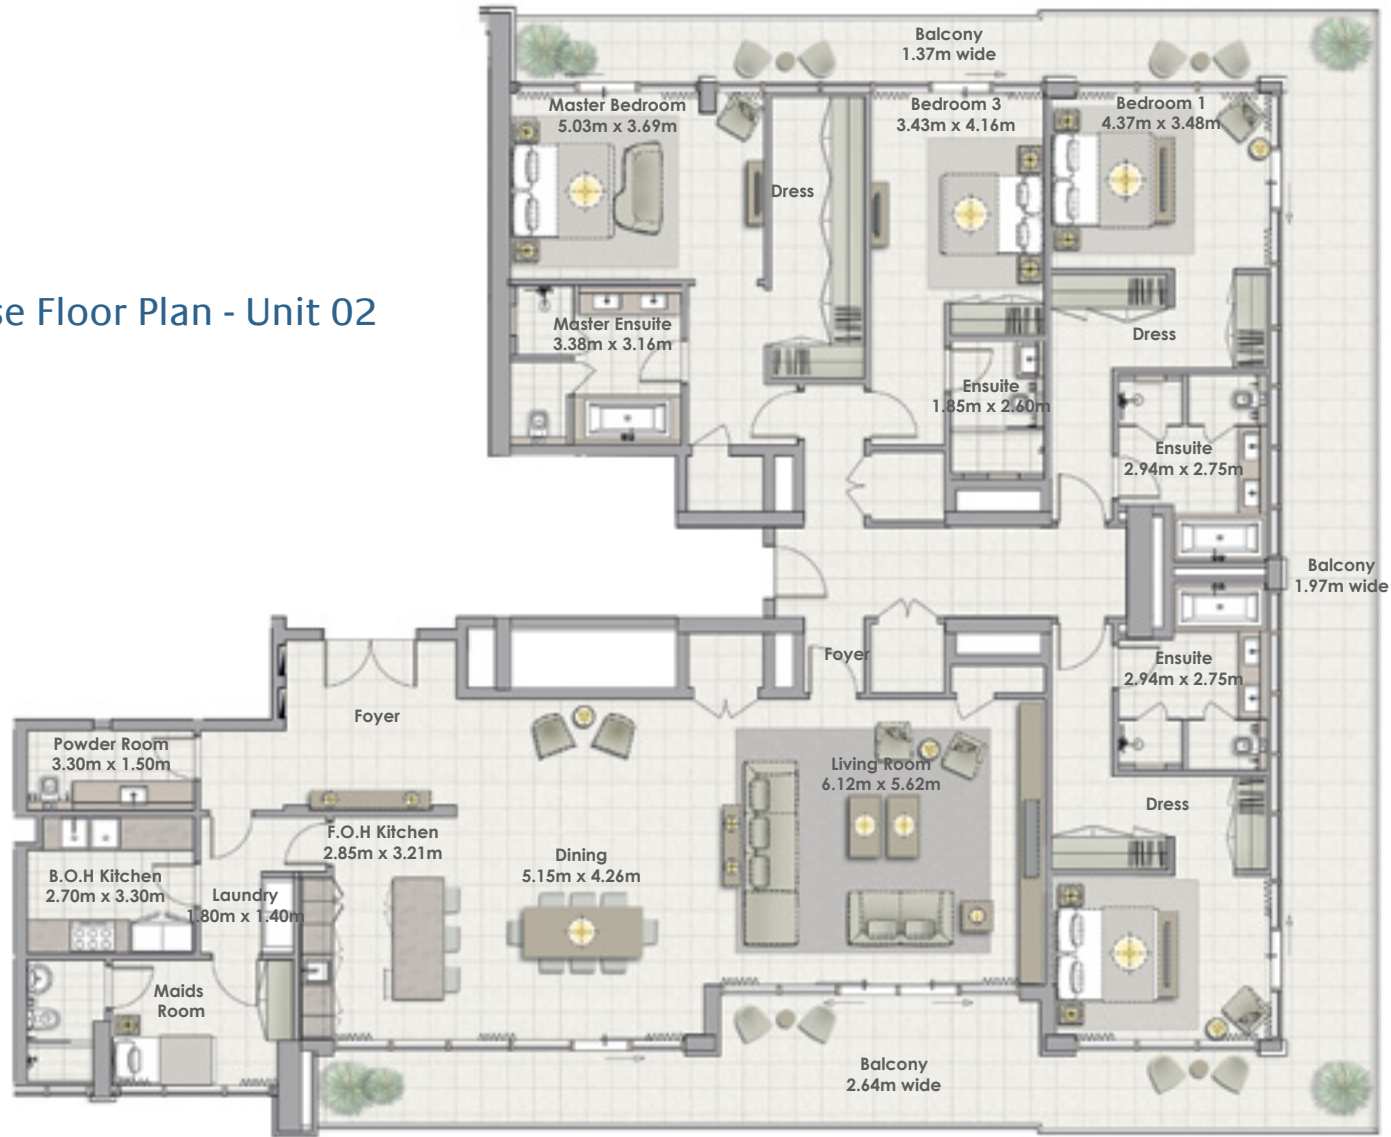 Balcony
1.37m wide
Master Bedroom
5.03m x 3.69m
Bedroom 3
3.43m x 4.16m
Bedroom 1
4.37m x 3.48m
Dress
se Floor Plan - Unit 02
Master Ensuite
3.38m x 3.16m
Dress
Ensuite
1.85m x 2.60m
Ensuite
2.94m x 2.75m
Balcony
1.97m wide
Foyer
Ensuite
2.94m x 2.75m
Foyer
Powder Room
3.30m x 1.50m
Living Room
6.12m x 5.62m
Dress
F.O.H Kitchen
2.85m x 3.21m
Dining
5.15m x 4.26m
B.O.H Kitchen
2.70m x 3.30m
Laundry
1.80m x 1.40m
Maids
Room
Balcony
2.64m wide